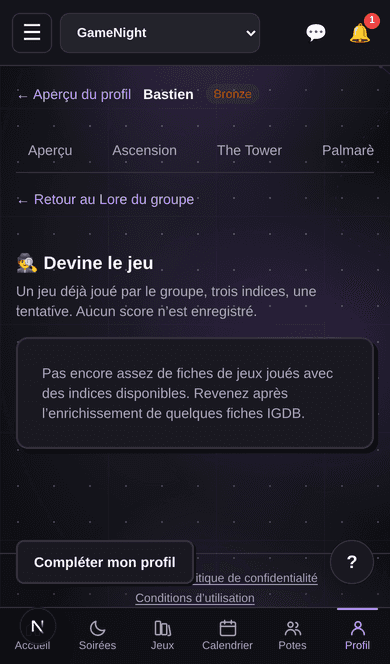 GameNight
1
← Aperçu du profil Bastien Bronze
Aperçu Ascension The Tower Palmarè
← Retour au Lore du groupe
Devine le jeu
Un jeu déjà joué par le groupe, trois indices, une
tentative. Aucun score n’est enregistré.
Pas encore assez de fiches de jeux joués avec
des indices disponibles. Revenez après
l’enrichissement de quelques fiches IGDB.
Compléter mon profil
itique de confidentialité
?
Conditions d’utilisation
N
Accueil Soirées Jeux Calendrier Potes Profil